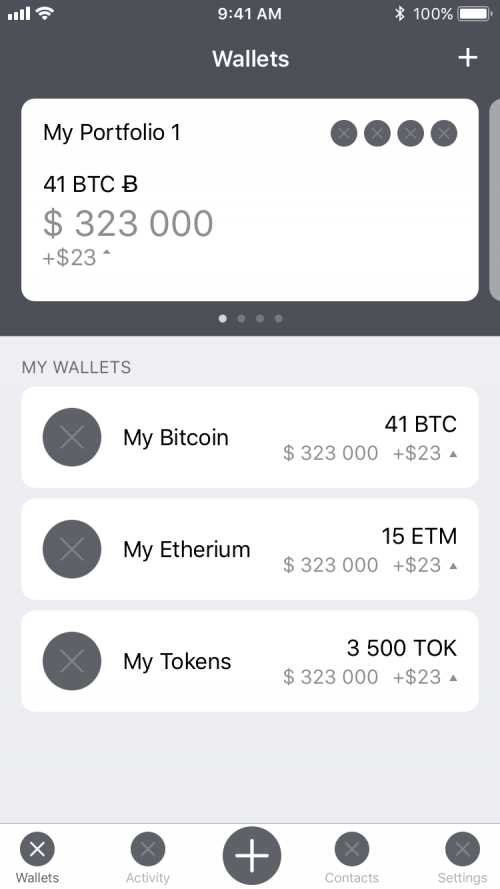 9:41 AM 100%
Wallets
My Portfolio 1
41 BTC Ƀ
$ 323 000
+$23
MY WALLETS
My Bitcoin
41 BTC
$ 323 000 +$23
My Etherium
15 ETM
$ 323 000 +$23
My Tokens
3 500 TOK
$ 323 000 +$23
Wallets Activity Contacts Settings